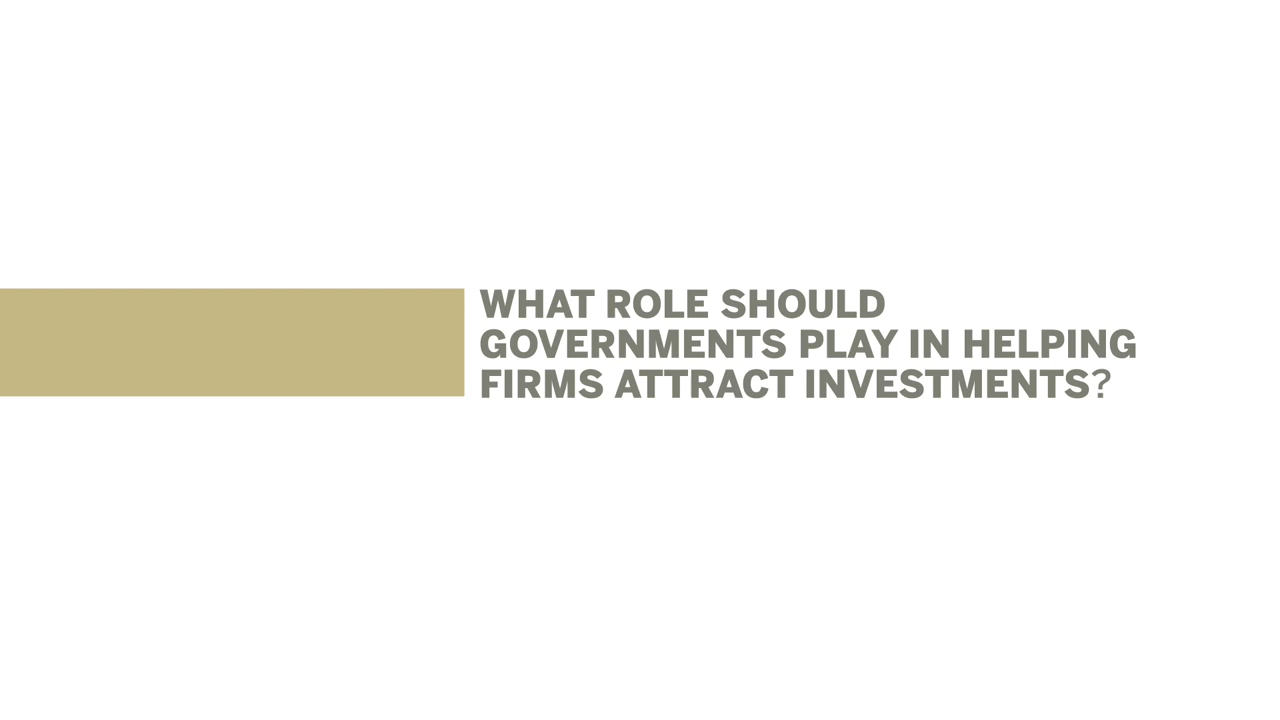 WHAT ROLE SHOULD
GOVERNMENTS PLAY IN HELPING
FIRMS ATTRACT INVESTMENTS?